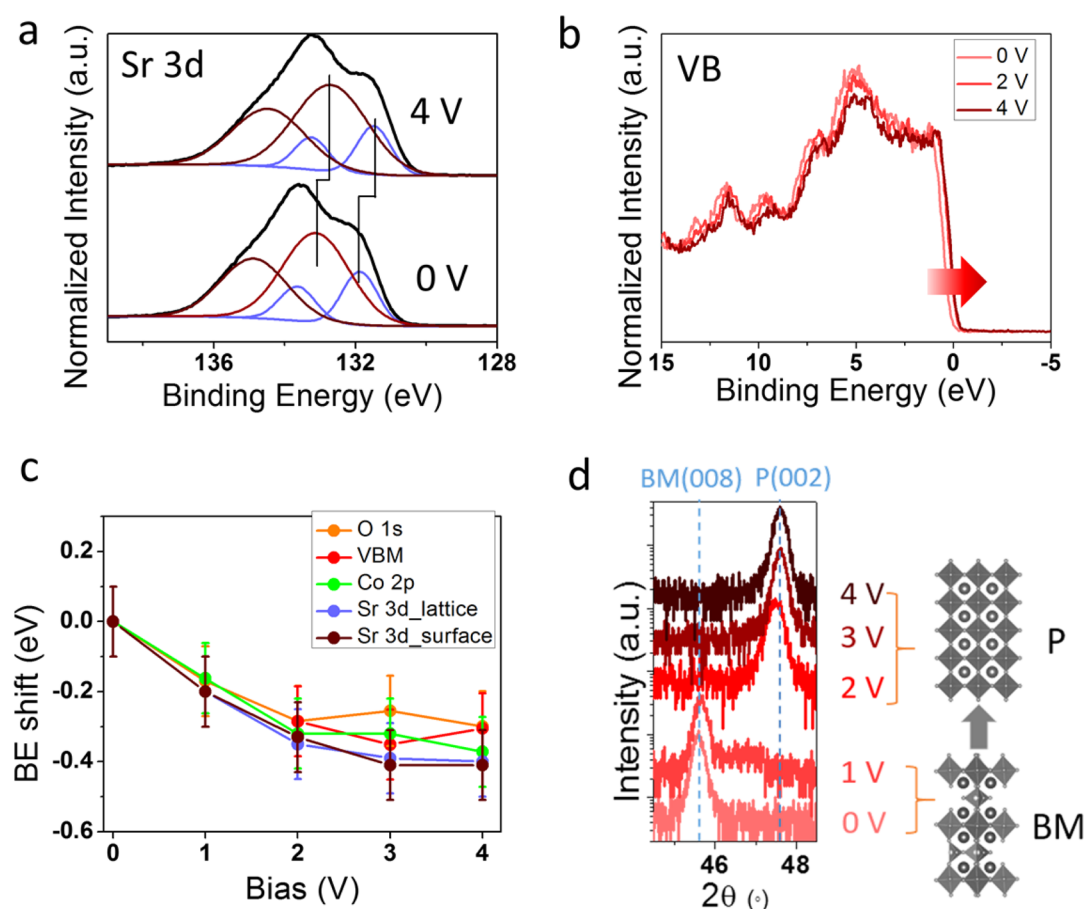 a
Sr 3d
4 V
0 V
Normalized Intensity (a.u.)
136
132
128
Binding Energy (eV)
b
VB
0 V
2 V
4 V
Normalized Intensity (a.u.)
15
10
5
0
-5
Binding Energy (eV)
c
O 1s
VBM
Co 2p
Sr 3d_lattice
Sr 3d_surface
BE shift (eV)
0.2
0.0
-0.2
-0.4
-0.6
0
1
2
3
4
Bias (V)
d
BM(008)
P(002)
Intensity (a.u.)
4 V
3 V
2 V
1 V
0 V
P
BM
46
48
2θ (◦)